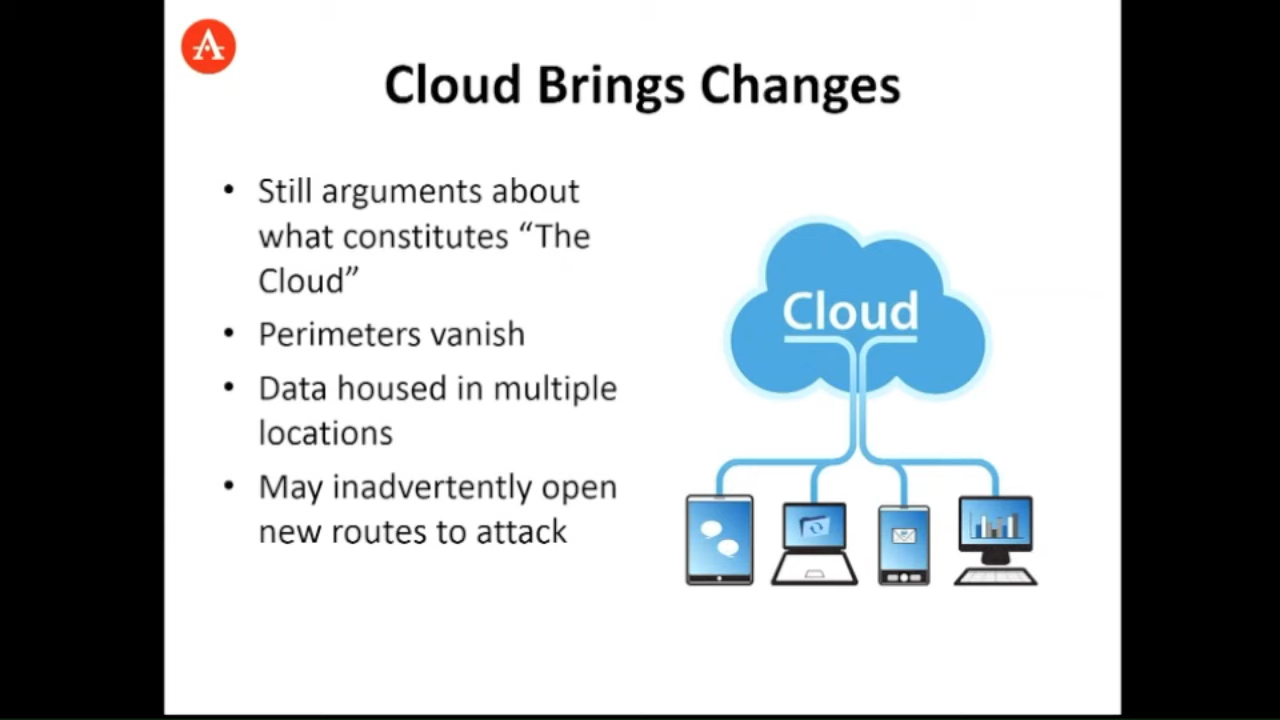 Cloud Brings Changes
• Still arguments about
what constitutes “The
Cloud”
• Perimeters vanish
• Data housed in multiple
locations
• May inadvertently open
new routes to attack
Cloud